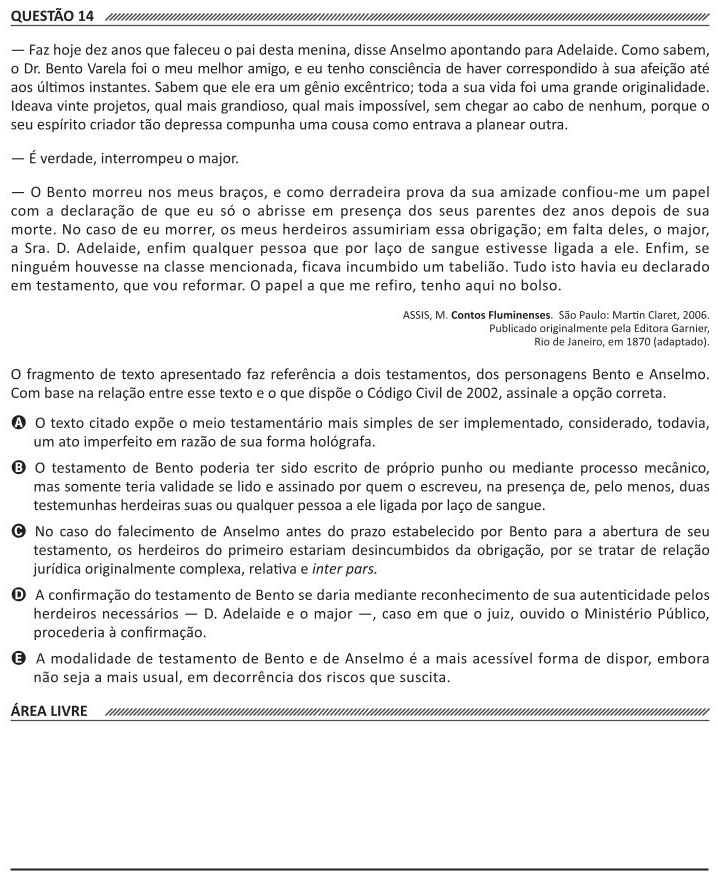 QUESTÃO 14
— Faz hoje dez anos que faleceu o pai desta menina, disse Anselmo apontando para Adelaide. Como sabem,
o Dr. Bento Varela foi o meu melhor amigo, e eu tenho consciência de haver correspondido à sua afeição até
aos últimos instantes. Sabem que ele era um gênio excêntrico; toda a sua vida foi uma grande originalidade.
Ideava vinte projetos, qual mais grandioso, qual mais impossível, sem chegar ao cabo de nenhum, porque o
seu espírito criador tão depressa compunha uma cousa como entrava a planear outra.
— É verdade, interrompeu o major.
— O Bento morreu nos meus braços, e como derradeira prova da sua amizade confiou-me um papel
com a declaração de que eu só o abrisse em presença dos seus parentes dez anos depois de sua
morte. No caso de eu morrer, os meus herdeiros assumiriam essa obrigação; em falta deles, o major,
a Sra. D. Adelaide, enfim qualquer pessoa que por laço de sangue estivesse ligada a ele. Enfim, se
ninguém houvesse na classe mencionada, ficava incumbido um tabelião. Tudo isto havia eu declarado
em testamento, que vou reformar. O papel a que me refiro, tenho aqui no bolso.
ASSIS, M. Contos Fluminenses. São Paulo: Martin Claret, 2006.
Publicado originalmente pela Editora Garnier,
Rio de Janeiro, em 1870 (adaptado).
O fragmento de texto apresentado faz referência a dois testamentos, dos personagens Bento e Anselmo.
Com base na relação entre esse texto e o que dispõe o Código Civil de 2002, assinale a opção correta.
A O texto citado expõe o meio testamentário mais simples de ser implementado, considerado, todavia,
um ato imperfeito em razão de sua forma hológrafa.
B O testamento de Bento poderia ter sido escrito de próprio punho ou mediante processo mecânico,
mas somente teria validade se lido e assinado por quem o escreveu, na presença de, pelo menos, duas
testemunhas herdeiras suas ou qualquer pessoa a ele ligada por laço de sangue.
C No caso do falecimento de Anselmo antes do prazo estabelecido por Bento para a abertura de seu
testamento, os herdeiros do primeiro estariam desincumbidos da obrigação, por se tratar de relação
jurídica originalmente complexa, relativa e inter pars.
D A confirmação do testamento de Bento se daria mediante reconhecimento de sua autenticidade pelos
herdeiros necessários — D. Adelaide e o major —, caso em que o juiz, ouvido o Ministério Público,
procederia à confirmação.
E A modalidade de testamento de Bento e de Anselmo é a mais acessível forma de dispor, embora
não seja a mais usual, em decorrência dos riscos que suscita.
ÁREA LIVRE